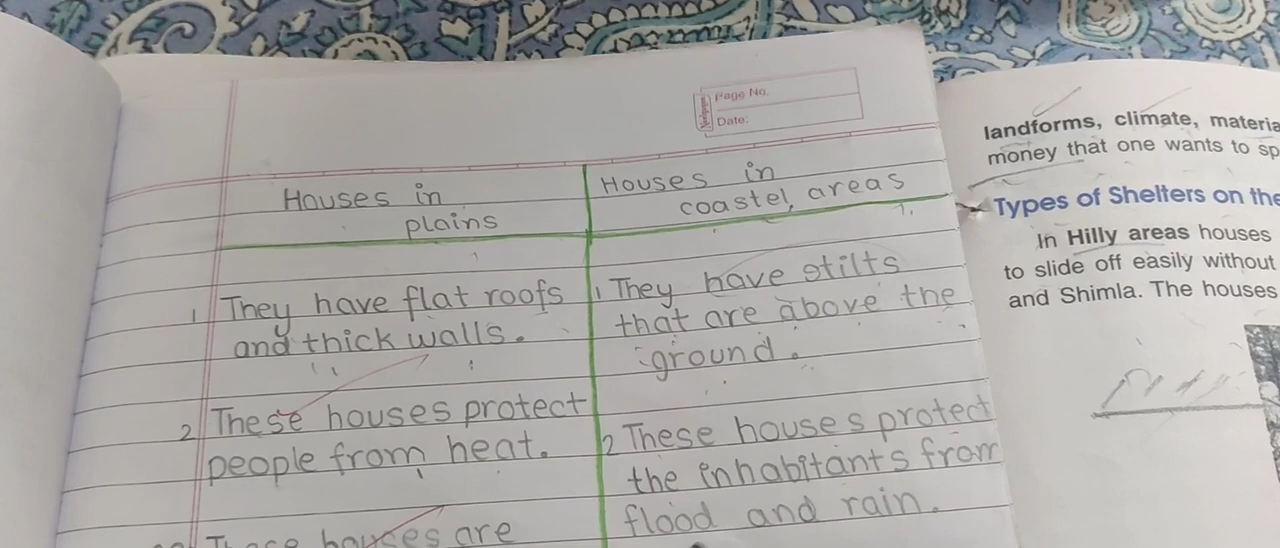 Page No.
Date:
Houses in
plains
Houses in
coastel, areas
1 They have flat roofs
and thick walls.
2 These houses protect
people from heat.
These houses are
1 They have stilts
that are above the
ground.
2 These houses protect
the inhabitants from
flood and rain.
landforms, climate,
money that one wants to
Types of Shelters on the
In Hilly areas houses
to slide off easily without
and Shimla. The houses